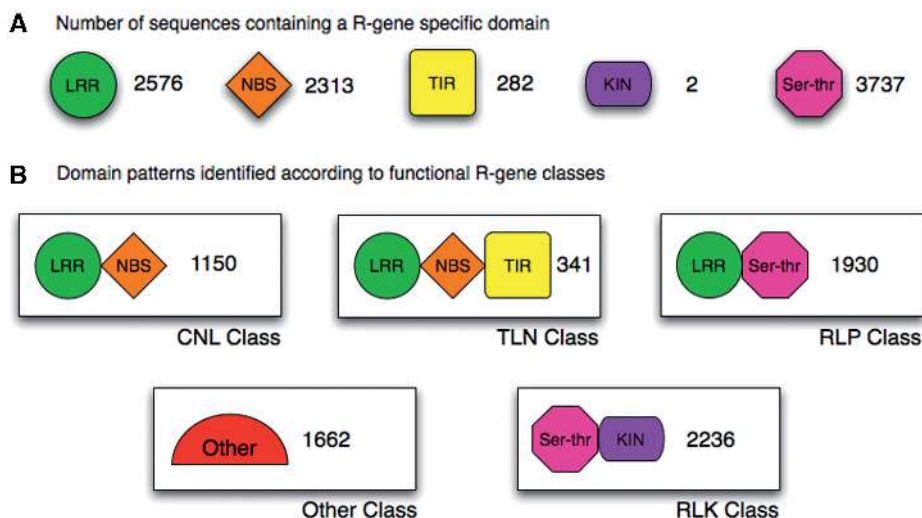 A Number of sequences containing a R-gene specific domain
LRR 2576 NBS 2313 TIR 282 KIN 2 Ser-thr 3737
B Domain patterns identified according to functional R-gene classes
LRR NBS 1150 LRR NBS TIR 341 LRR Ser-thr 1930
CNL Class TLN Class RLP Class
Other 1662 Ser-thr KIN 2236
Other Class RLK Class